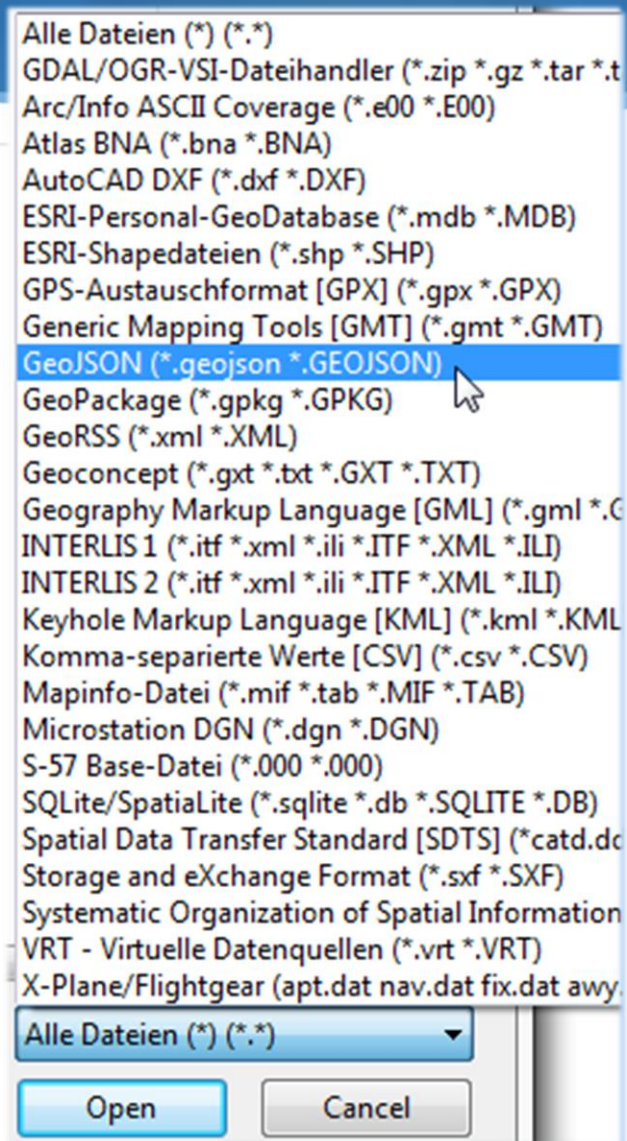 Alle Dateien (*) (*.*)
GDAL/OGR-VSI-Dateihandler (*.zip *.gz *.tar *.t
Arc/Info ASCII Coverage (*.e00 *.E00)
Atlas BNA (*.bna *.BNA)
AutoCAD DXF (*.dxf *.DXF)
ESRI-Personal-GeoDatabase (*.mdb *.MDB)
ESRI-Shapedateien (*.shp *.SHP)
GPS-Austauschformat [GPX] (*.gpx *.GPX)
Generic Mapping Tools [GMT] (*.gmt *.GMT)
GeoJSON (*.geojson *.GEOJSON)
GeoPackage (*.gpkg *.GPKG)
GeoRSS (*.xml *.XML)
Geoconcept (*.gxt *.txt *.GXT *.TXT)
Geography Markup Language [GML] (*.gml *.G
INTERLIS 1 (*.itf *.xml *.ili *.ITF *.XML *.ILI)
INTERLIS 2 (*.itf *.xml *.ili *.ITF *.XML *.ILI)
Keyhole Markup Language [KML] (*.kml *.KML
Komma-separierte Werte [CSV] (*.csv *.CSV)
Mapinfo-Datei (*.mif *.tab *.MIF *.TAB)
Microstation DGN (*.dgn *.DGN)
S-57 Base-Datei (*.000 *.000)
SQLite/SpatiaLite (*.sqlite *.db *.SQLITE *.DB)
Spatial Data Transfer Standard [SDTS] (*catd.dd
Storage and eXchange Format (*.sxf *.SXF)
Systematic Organization of Spatial Information
VRT - Virtuelle Datenquellen (*.vrt *.VRT)
X-Plane/Flightgear (apt.dat nav.dat fix.dat awy.
Alle Dateien (*) (*.*)
Open
Cancel